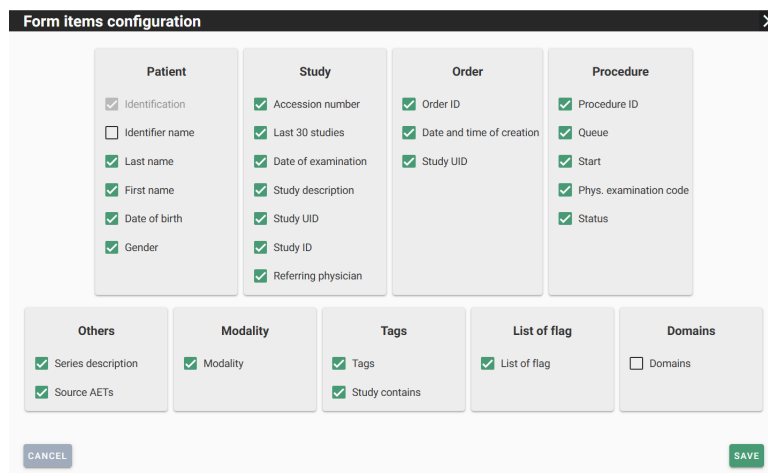 Form items configuration
Patient
Identification
Identifier name
Last name
First name
Date of birth
Gender
Study
Accession number
Last 30 studies
Date of examination
Study description
Study UID
Study ID
Referring physician
Order
Order ID
Date and time of creation
Study UID
Procedure
Procedure ID
Queue
Start
Phys. examination code
Status
Others
Series description
Source AETs
Modality
Modality
Tags
Tags
Study contains
List of flag
List of flag
Domains
Domains
CANCEL
SAVE